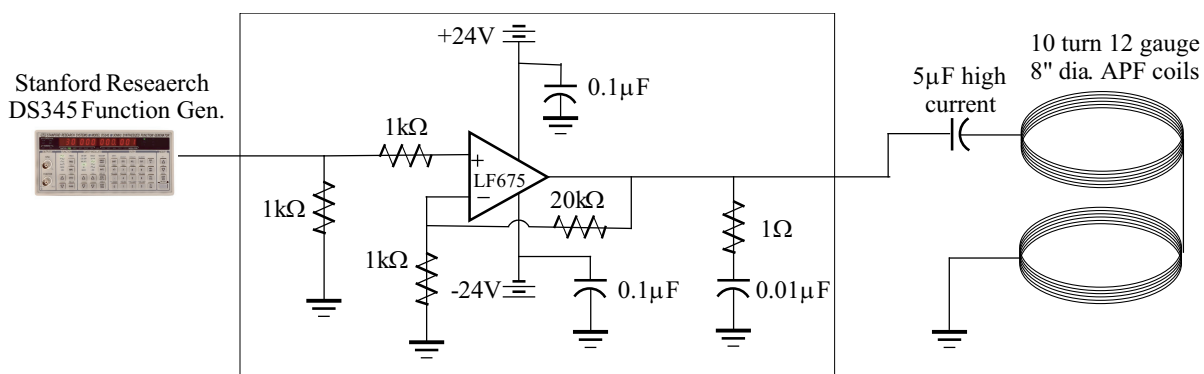 Stanford Reseaerch
DS345 Function Gen.
+24V
0.1μF
1kΩ
1kΩ
+
LF675
−
20kΩ
1kΩ
-24V
0.1μF
1Ω
0.01μF
5μF high
current
10 turn 12 gauge
8" dia. APF coils